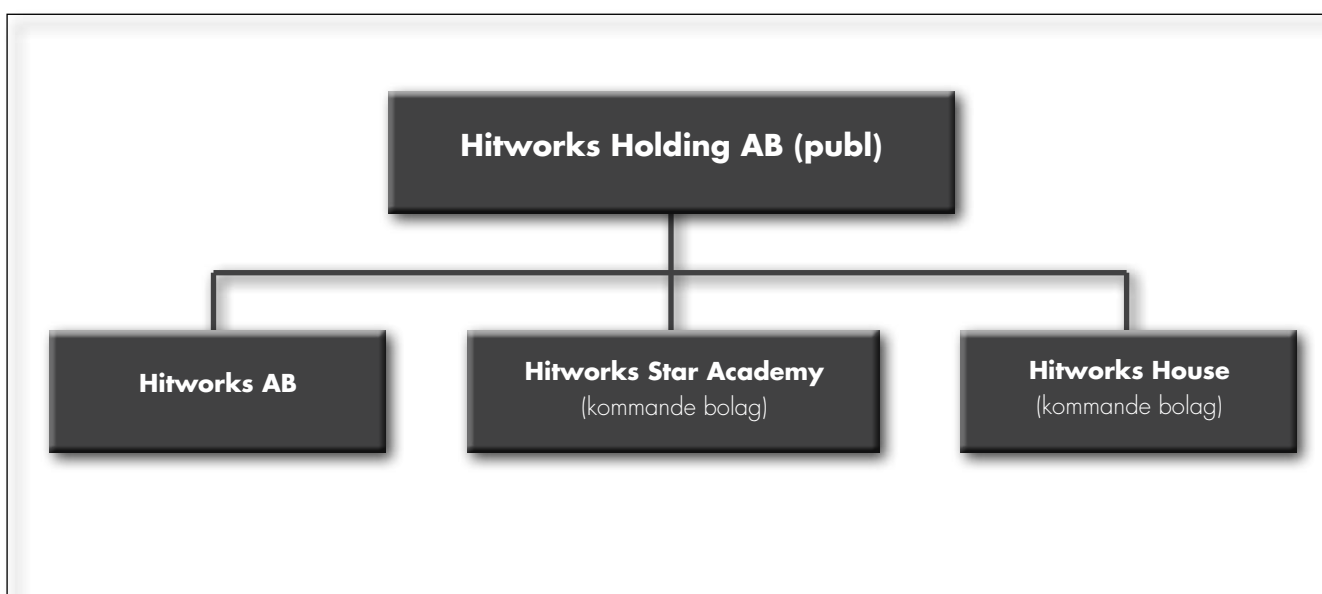 Hitworks Holding AB (publ)
Hitworks AB
Hitworks Star Academy
(kommande bolag)
Hitworks House
(kommande bolag)